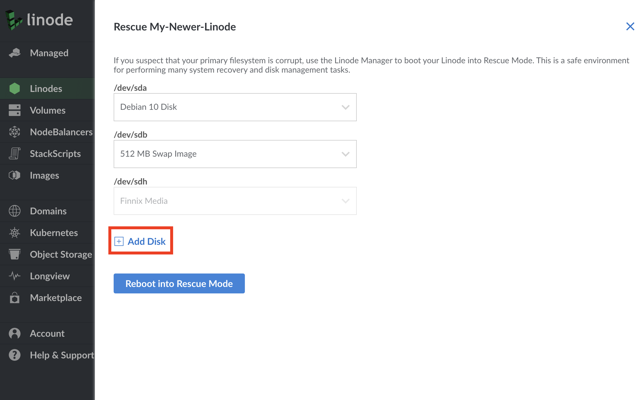 linode
Managed
Linodes
Volumes
NodeBalancers
StackScripts
Images
Domains
Kubernetes
Object Storage
Longview
Marketplace
Account
Help & Support
Rescue My-Newer-Linode
If you suspect that your primary filesystem is corrupt, use the Linode Manager to boot your Linode into Rescue Mode. This is a safe environment
for performing many system recovery and disk management tasks.
/dev/sda
Debian 10 Disk
/dev/sdb
512 MB Swap Image
/dev/sdh
Finnix Media
Add Disk
Reboot into Rescue Mode